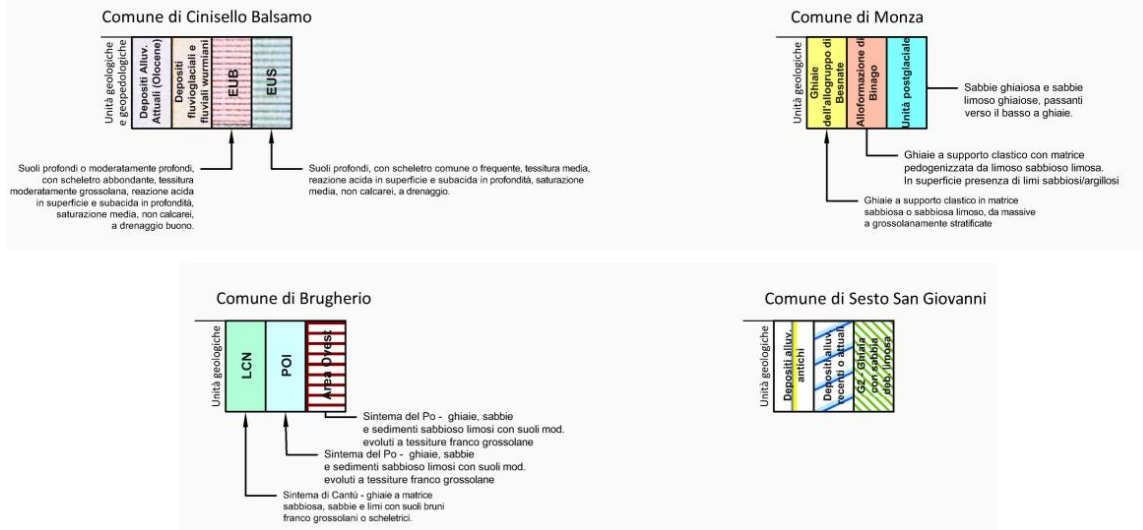 Comune di Cinisello Balsamo
Unità geologiche
e geopedologiche
Depositi Alluv.
Attuali (Olocene)
Depositi
fluvioglaciali e
fluviali wurmiani
EUB
EUS
Suoli profondi o moderatamente profondi,
con scheletro abbondante, tessitura
moderatamente grossolana, reazione acida
in superficie e subacida in profondità,
saturazione media, non calcarei,
a drenaggio buono.
Suoli profondi, con scheletro comune o frequente, tessitura media,
reazione acida in superficie e subacida in profondità, saturazione
media, non calcarei, a drenaggio.
Comune di Monza
Unità geologiche
Ghiaie
dell'allogruppo di
Besnate
Alloformazione di
Binago
Unità postglaciale
Sabbie ghiaiosa e sabbie
limoso ghiaiose, passanti
verso il basso a ghiaie.
Ghiaie a supporto clastico con matrice
pedogenizzata da limoso sabbioso limosa.
In superficie presenza di limi sabbiosi/argillosi
Ghiaie a supporto clastico in matrice
sabbiosa o sabbiosa limoso, da massive
a grossolanamente stratificate
Comune di Brugherio
Unità geologiche
LCN
POI
Area Ovest
Sintema del Po - ghiaie, sabbie
e sedimenti sabbioso limosi con suoli mod.
evoluti a tessiture franco grossolane
Sintema del Po - ghiaie, sabbie
e sedimenti sabbioso limosi con suoli mod.
evoluti a tessiture franco grossolane
Sintema di Cantú - ghiaie a matrice
sabbiosa, sabbie e limi con suoli bruni
franco grossolani o scheletrici.
Comune di Sesto San Giovanni
Unità geologiche
Depositi alluv.
antichi
Depositi alluv.
recenti o attuali
G2 - Ghiaia
con sabbia
deb. limosa